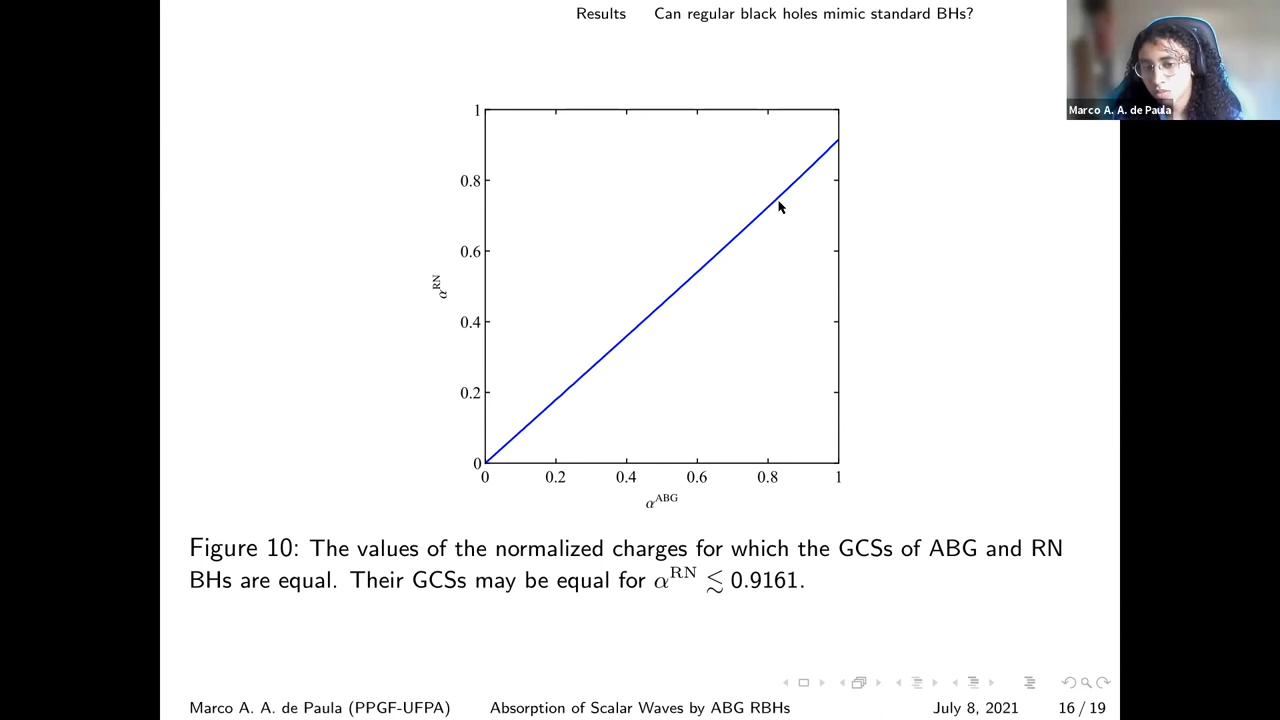 Results Can regular black holes mimic standard BHs?
Marco A. A. de Paula
1
0.8
0.6
0.4
0.2
0
α^RN
0 0.2 0.4 0.6 0.8 1
α^ABG
Figure 10: The values of the normalized charges for which the GCSs of ABG and RN
BHs are equal. Their GCSs may be equal for α^RN ≲ 0.9161.
Marco A. A. de Paula (PPGF-UFPA) Absorption of Scalar Waves by ABG RBHs July 8, 2021 16 / 19